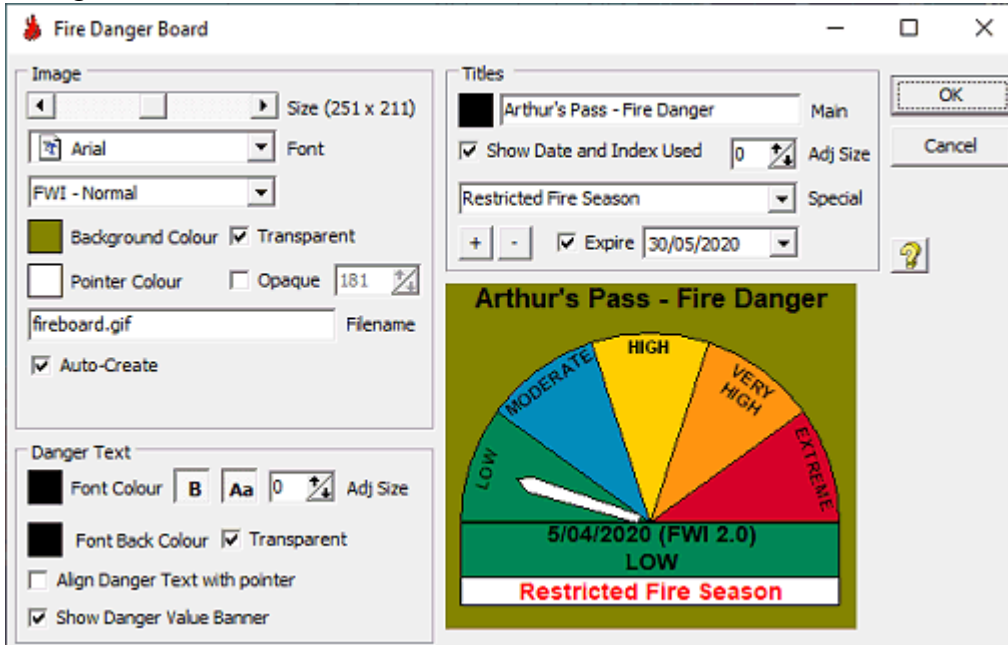 Fire Danger Board
Image
Size (251 x 211)
Arial
Font
FWI - Normal
Background Colour
Transparent
Pointer Colour
Opaque
181
fireboard.gif
Filename
Auto-Create
Danger Text
Font Colour
B
Aa
0
Adj Size
Font Back Colour
Transparent
Align Danger Text with pointer
Show Danger Value Banner
Titles
Arthur's Pass - Fire Danger
Main
Show Date and Index Used
0
Adj Size
Restricted Fire Season
Special
+
-
Expire
30/05/2020
OK
Cancel
?
Arthur's Pass - Fire Danger
LOW
MODERATE
HIGH
VERY
HIGH
EXTREME
5/04/2020 (FWI 2.0)
LOW
Restricted Fire Season